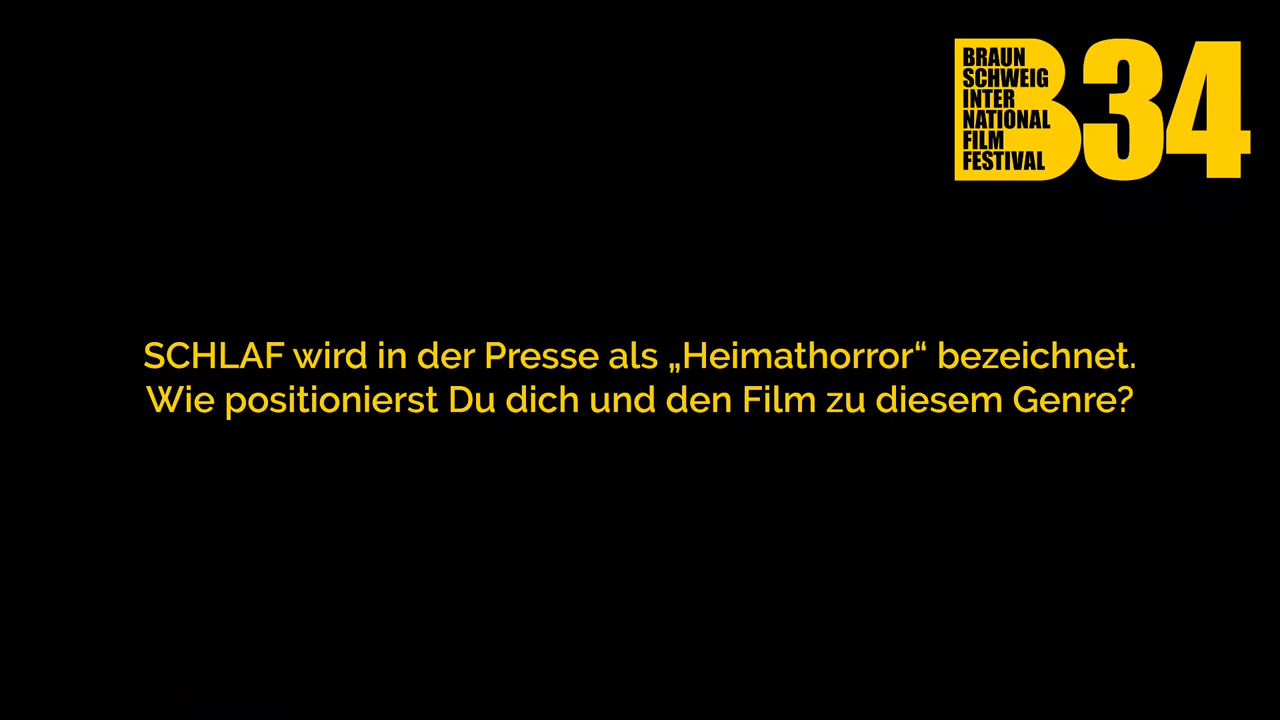 BRAUN
SCHWEIG
INTER
NATIONAL
FILM
FESTIVAL
B34
SCHLAF wird in der Presse als „Heimathorror“ bezeichnet.
Wie positionierst Du dich und den Film zu diesem Genre?